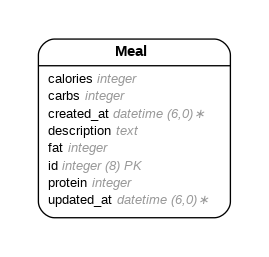 Meal
calories integer
carbs integer
created_at datetime (6,0) ∗
description text
fat integer
id integer (8) PK
protein integer
updated_at datetime (6,0) ∗